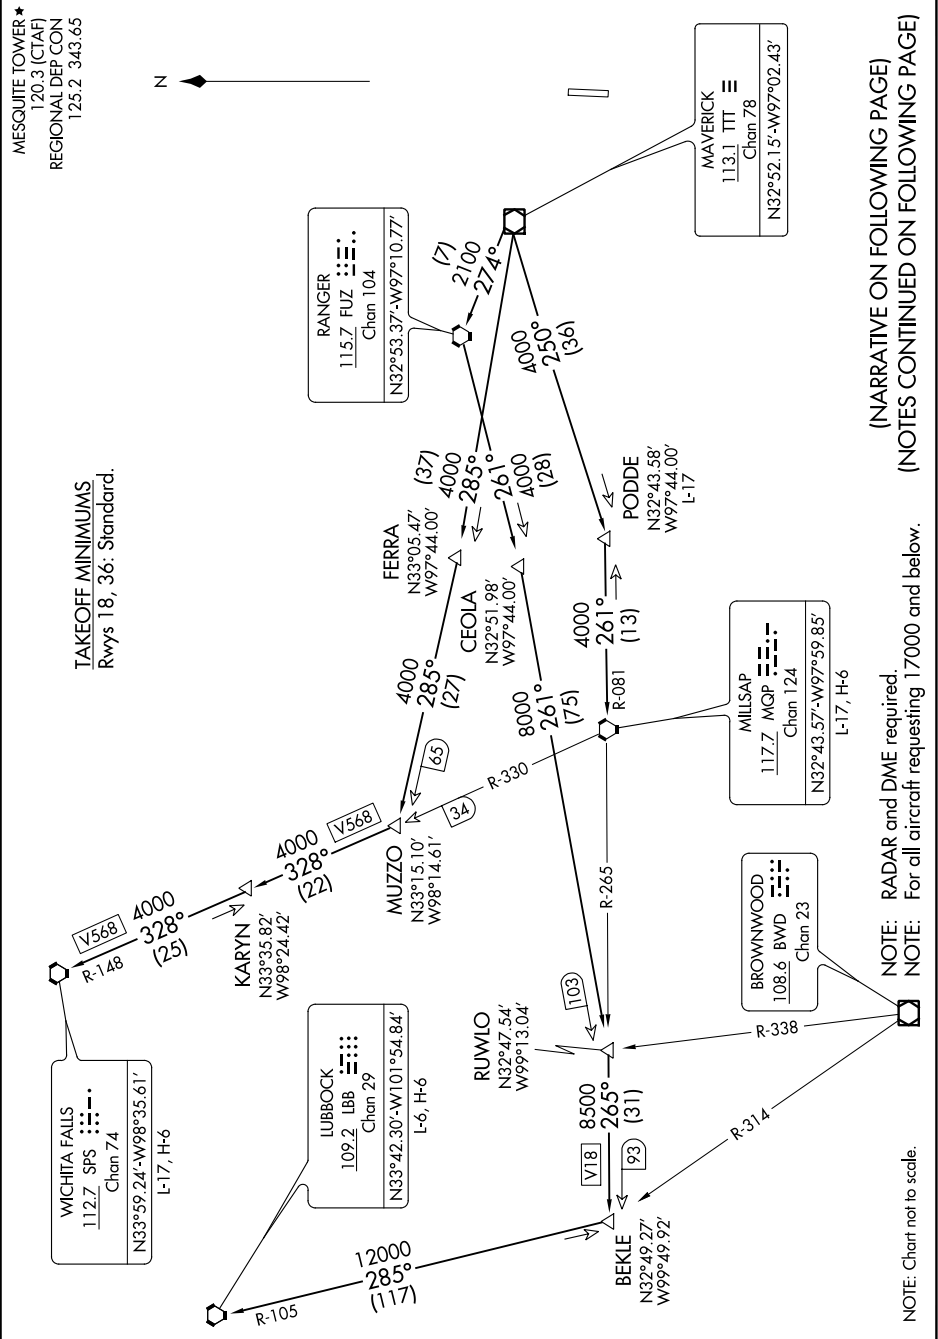 MESQUITE TOWER★
120.3 (CTAF)
REGIONAL DEP CON
125.2 343.65
N
TAKEOFF MINIMUMS
Rwys 18, 36: Standard.
WICHITA FALLS
112.7 SPS
Chan 74
N33°59.24'-W98°35.61'
L-17, H-6
R-148
V568
4000
328°
(25)
KARYN
N33°35.82'
W98°24.42'
4000
328°
(22)
V568
MUZZO
N33°15.10'
W98°14.61'
65
34
R-330
4000
285°
(27)
FERRA
N33°05.47'
W97°44.00'
(37)
4000
285°
RANGER
115.7 FUZ
Chan 104
N32°53.37'-W97°10.77'
(7)
2100
274°
MAVERICK
113.1 TTT
Chan 78
N32°52.15'-W97°02.43'
261°
4000
(28)
CEOLA
N32°51.98'
W97°44.00'
4000
250°
(36)
PODDE
N32°43.58'
W97°44.00'
L-17
4000
261°
(13)
R-081
8000
261°
(75)
MILLSAP
117.7 MQP
Chan 124
N32°43.57'-W97°59.85'
L-17, H-6
R-265
103
RUWLO
N32°47.54'
W99°13.04'
LUBBOCK
109.2 LBB
Chan 29
N33°42.30'-W101°54.84'
L-6, H-6
R-105
12000
285°
(117)
8500
265°
(31)
V18
93
BEKLE
N32°49.27'
W99°49.92'
BROWNWOOD
108.6 BWD
Chan 23
R-338
R-314
NOTE: RADAR and DME required.
NOTE: For all aircraft requesting 17000 and below.
NOTE: Chart not to scale.
(NARRATIVE ON FOLLOWING PAGE)
(NOTES CONTINUED ON FOLLOWING PAGE)